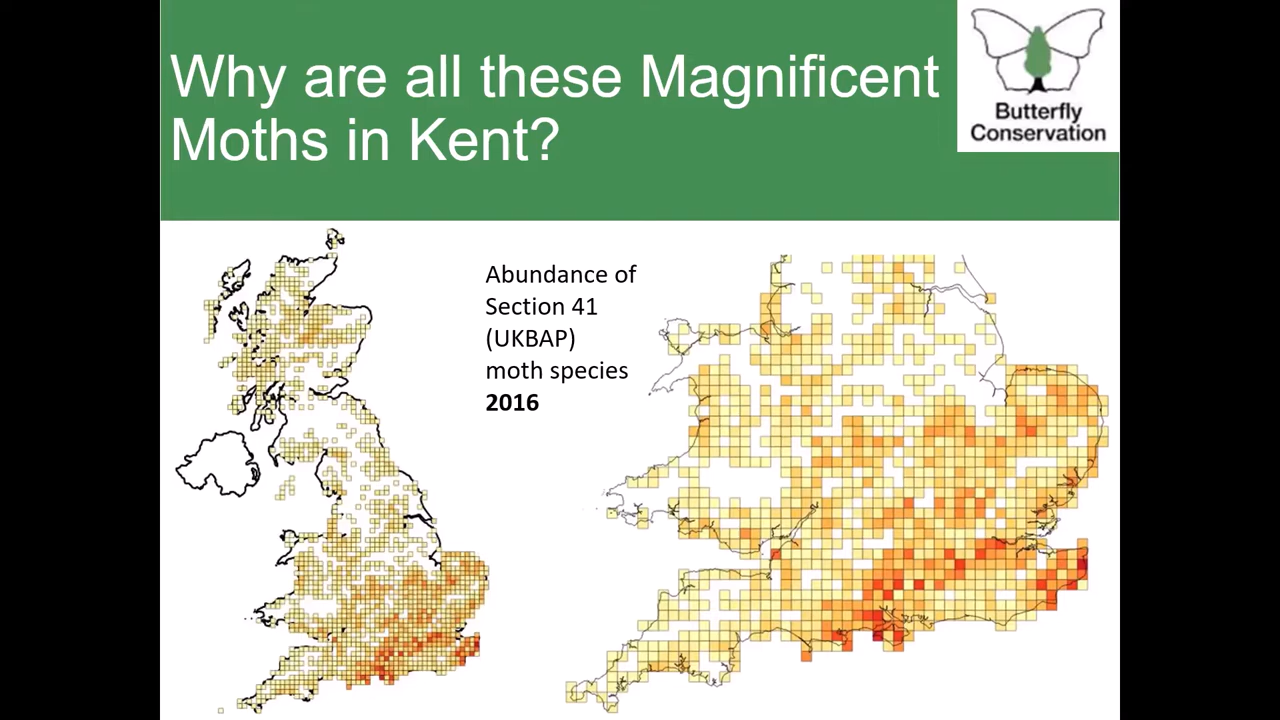 Why are all these Magnificent
Moths in Kent?
Butterfly
Conservation
Abundance of
Section 41
(UKBAP)
moth species
2016